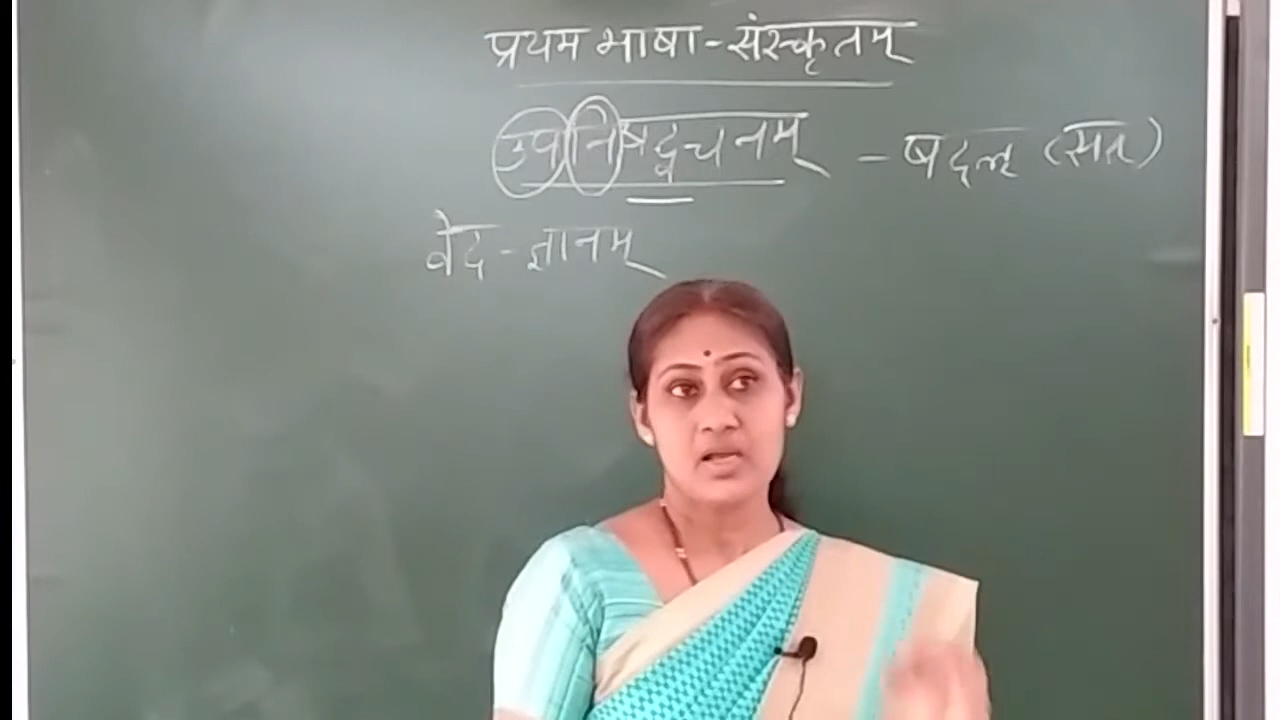 प्रथम भाषा - संस्कृतम्
उपनिषद्वचनम् - षद्लृ (सत्)
वेद - ज्ञानम्